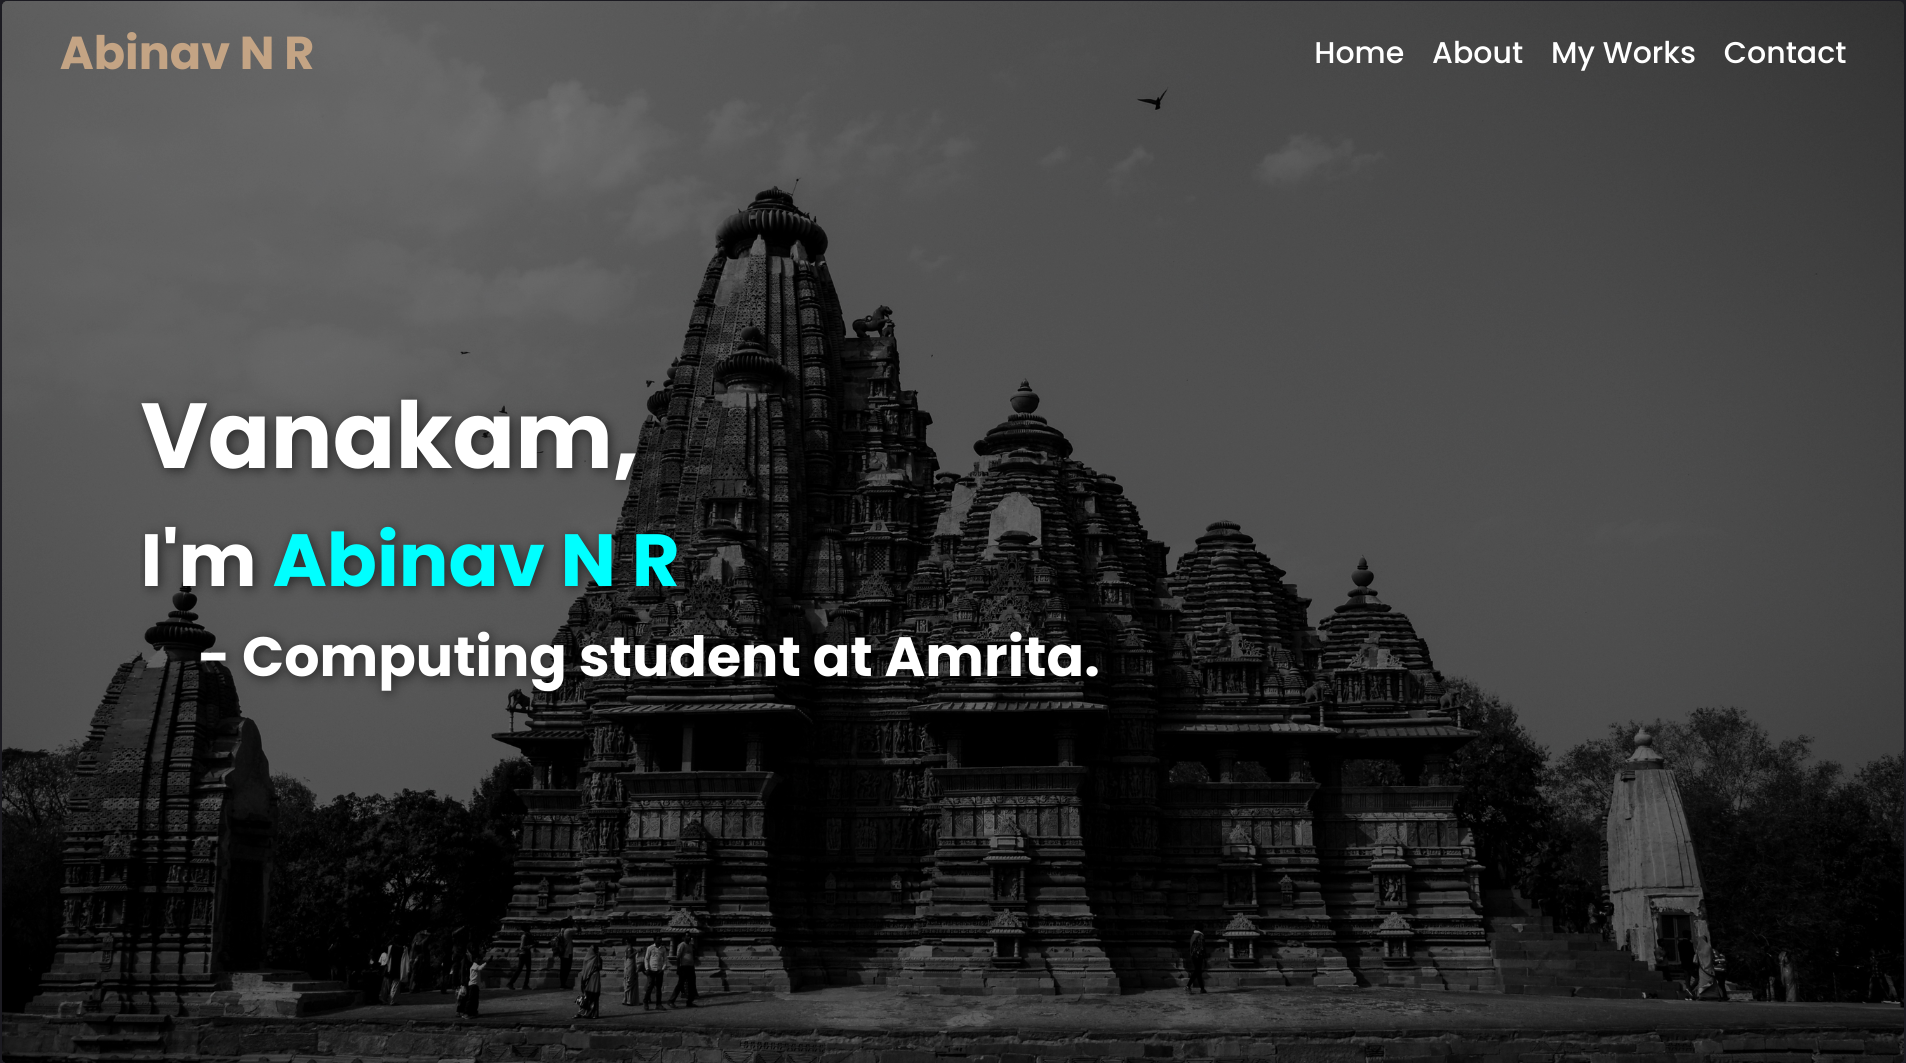 Abinav N R
Home About My Works Contact
Vanakam,
I'm Abinav N R
- Computing student at Amrita.